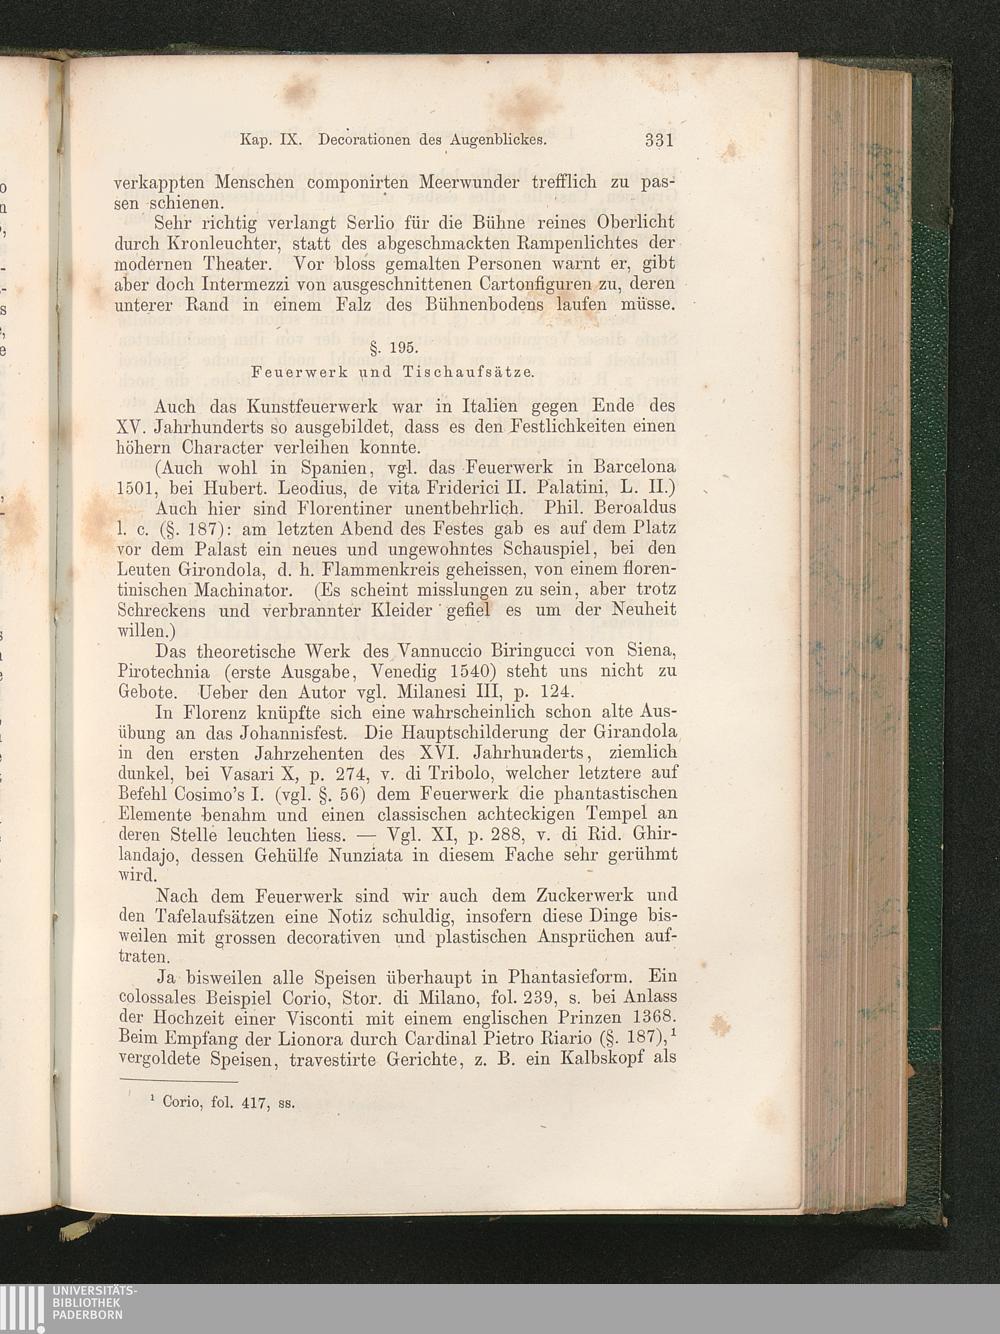 Kap. IX. Decorationen des Augenblickes. 331
verkappten Menschen componirten Meerwunder trefflich zu pas-
sen schienen.
Sehr richtig verlangt Serlio für die Bühne reines Oberlicht
durch Kronleuchter, statt des abgeschmackten Rampenlichtes der
modernen Theater. Vor bloss gemalten Personen warnt er, gibt
aber doch Intermezzi von ausgeschnittenen Cartonfiguren zu, deren
unterer Rand in einem Falz des Bühnenbodens laufen müsse.
§. 195.
Feuerwerk und Tischaufsätze.
Auch das Kunstfeuerwerk war in Italien gegen Ende des
XV. Jahrhunderts so ausgebildet, dass es den Festlichkeiten einen
höhern Character verleihen konnte.
(Auch wohl in Spanien, vgl. das Feuerwerk in Barcelona
1501, bei Hubert. Leodius, de vita Friderici II. Palatini, L. II.)
Auch hier sind Florentiner unentbehrlich. Phil. Beroaldus
l. c. (§. 187): am letzten Abend des Festes gab es auf dem Platz
vor dem Palast ein neues und ungewohntes Schauspiel, bei den
Leuten Girondola, d. h. Flammenkreis geheissen, von einem floren-
tinischen Machinator. (Es scheint misslungen zu sein, aber trotz
Schreckens und verbrannter Kleider gefiel es um der Neuheit
willen.)
Das theoretische Werk des Vannuccio Biringucci von Siena,
Pirotechnia (erste Ausgabe, Venedig 1540) steht uns nicht zu
Gebote. Ueber den Autor vgl. Milanesi III, p. 124.
In Florenz knüpfte sich eine wahrscheinlich schon alte Aus-
übung an das Johannisfest. Die Hauptschilderung der Girandola
in den ersten Jahrzehenten des XVI. Jahrhunderts, ziemlich
dunkel, bei Vasari X, p. 274, v. di Tribolo, welcher letztere auf
Befehl Cosimo's I. (vgl. §. 56) dem Feuerwerk die phantastischen
Elemente benahm und einen classischen achteckigen Tempel an
deren Stelle leuchten liess. — Vgl. XI, p. 288, v. di Rid. Ghir-
landajo, dessen Gehülfe Nunziata in diesem Fache sehr gerühmt
wird.
Nach dem Feuerwerk sind wir auch dem Zuckerwerk und
den Tafelaufsätzen eine Notiz schuldig, insofern diese Dinge bis-
weilen mit grossen decorativen und plastischen Ansprüchen auf-
traten.
Ja bisweilen alle Speisen überhaupt in Phantasieform. Ein
colossales Beispiel Corio, Stor. di Milano, fol. 239, s. bei Anlass
der Hochzeit einer Visconti mit einem englischen Prinzen 1368.
Beim Empfang der Lionora durch Cardinal Pietro Riario (§. 187),¹
vergoldete Speisen, travestirte Gerichte, z. B. ein Kalbskopf als
¹ Corio, fol. 417, ss.
UNIVERSITÄTS-
BIBLIOTHEK
PADERBORN